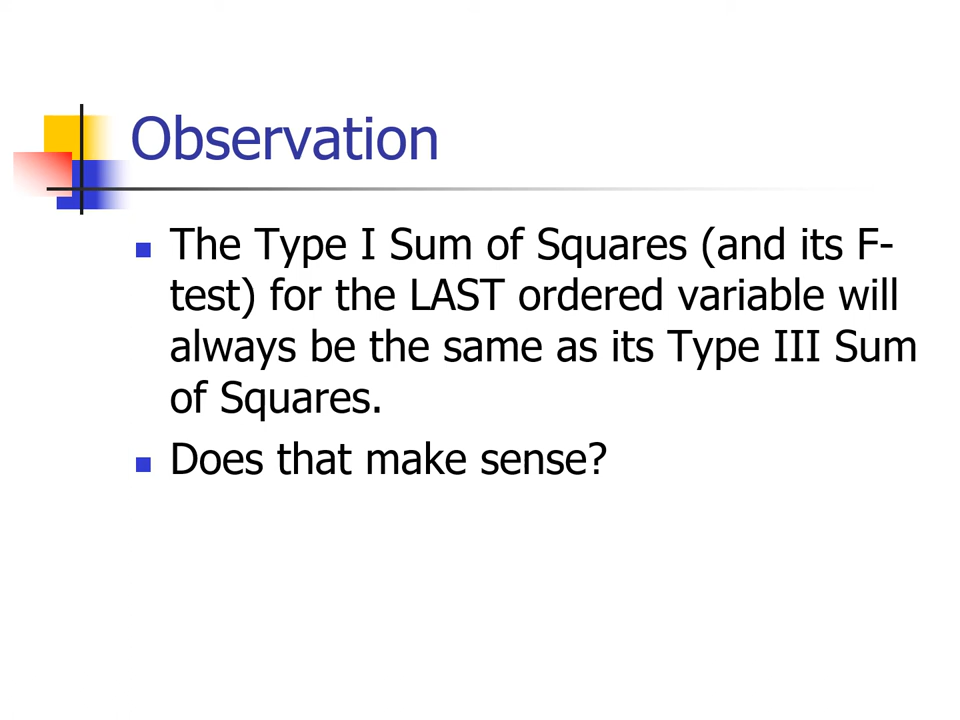 Observation
The Type I Sum of Squares (and its F-
test) for the LAST ordered variable will
always be the same as its Type III Sum
of Squares.
Does that make sense?